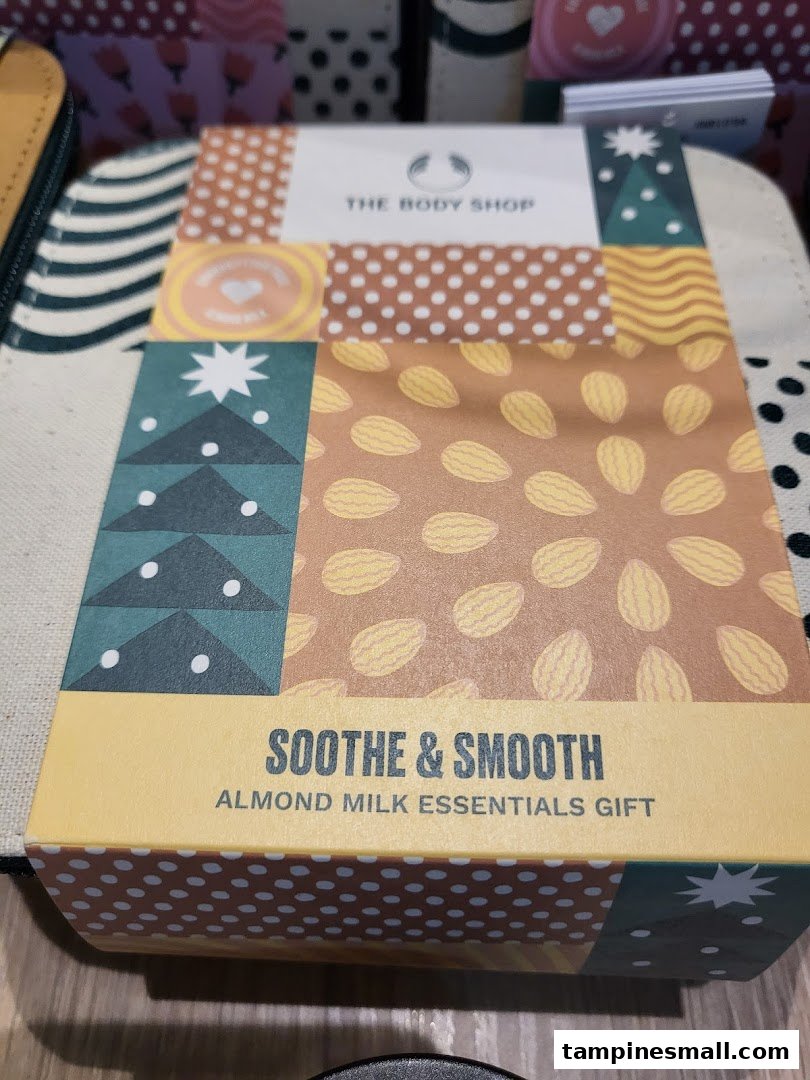 THE BODY SHOP
SOOTHE & SMOOTH
ALMOND MILK ESSENTIALS GIFT
tampinesmall.com